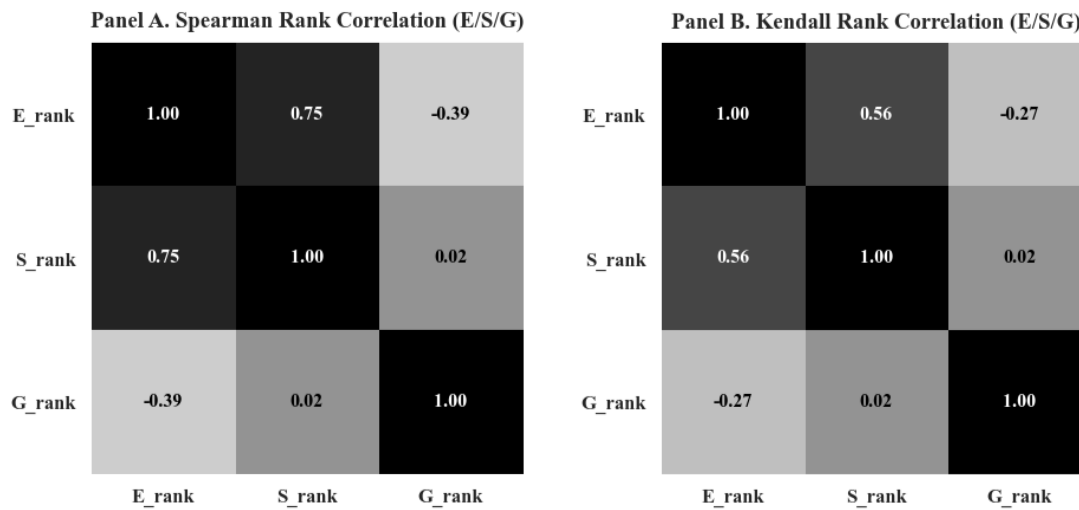 Panel A. Spearman Rank Correlation (E/S/G)
E_rank 1.00 0.75 -0.39
S_rank 0.75 1.00 0.02
G_rank -0.39 0.02 1.00
E_rank S_rank G_rank
Panel B. Kendall Rank Correlation (E/S/G)
E_rank 1.00 0.56 -0.27
S_rank 0.56 1.00 0.02
G_rank -0.27 0.02 1.00
E_rank S_rank G_rank